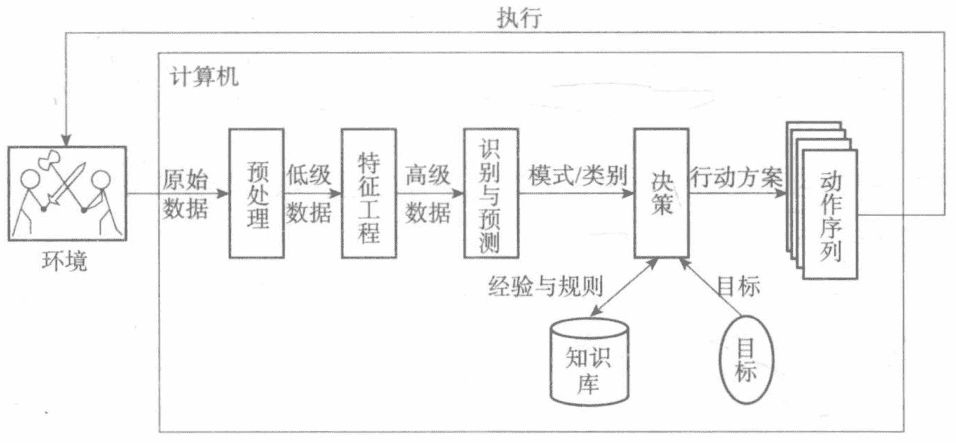 执行
计算机
环境
原始
数据
预处理
低级
数据
特征工程
高级
数据
识别与预测
模式/类别
决策
行动方案
动作序列
经验与规则
目标
知识
库
目标